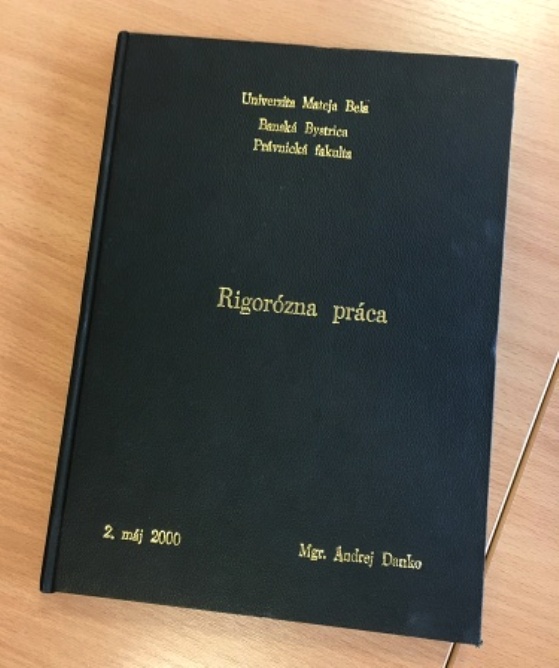 Univerzita Mateja Bela
Banská Bystrica
Právnická fakulta
Rigorózna práca
2. máj 2000
Mgr. Andrej Danko